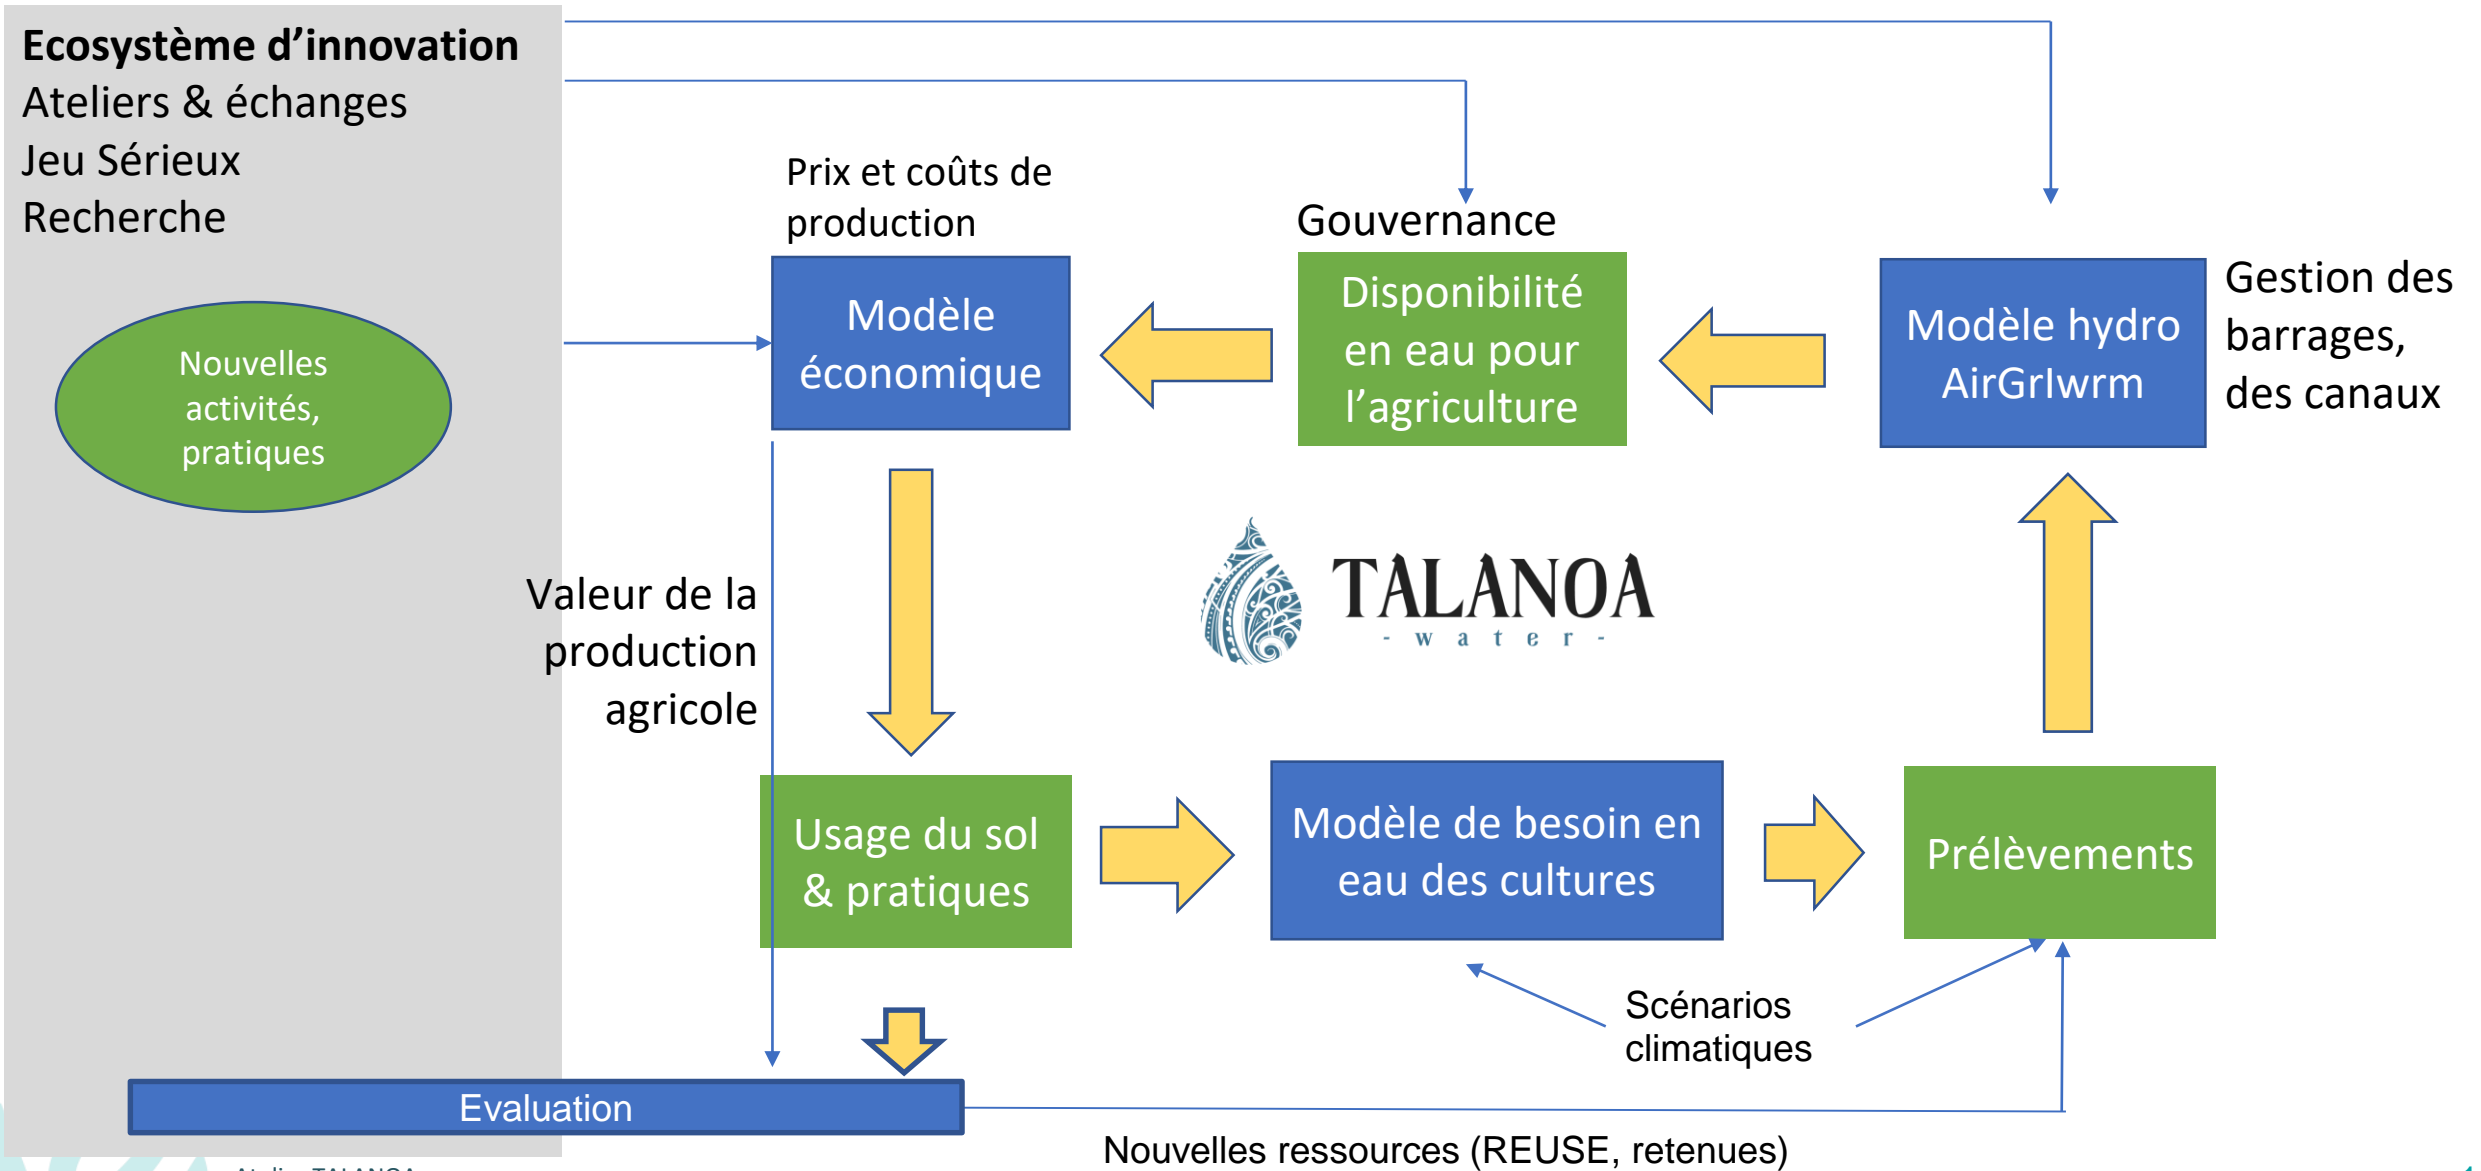 Ecosystème d’innovation
Ateliers & échanges
Jeu Sérieux
Recherche
Nouvelles
activités,
pratiques
Prix et coûts de
production
Modèle
économique
Gouvernance
Disponibilité
en eau pour
l’agriculture
Modèle hydro
AirGrIwrm
Gestion des
barrages,
des canaux
TALANOA
- water -
Valeur de la
production
agricole
Usage du sol
& pratiques
Modèle de besoin en
eau des cultures
Prélèvements
Scénarios
climatiques
Evaluation
Nouvelles ressources (REUSE, retenues)
Atelier TALANOA